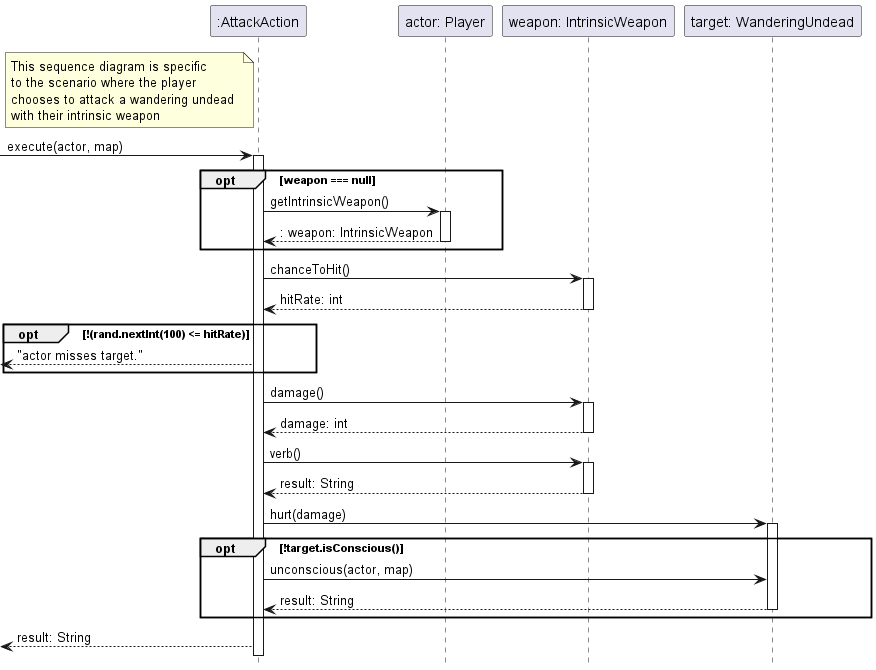 :AttackAction
actor: Player
weapon: IntrinsicWeapon
target: WanderingUndead
This sequence diagram is specific
to the scenario where the player
chooses to attack a wandering undead
with their intrinsic weapon
execute(actor, map)
opt
[weapon === null]
getIntrinsicWeapon()
: weapon: IntrinsicWeapon
chanceToHit()
hitRate: int
opt
[!(rand.nextInt(100) <= hitRate)]
"actor misses target."
damage()
damage: int
verb()
result: String
hurt(damage)
opt
[!target.isConscious()]
unconscious(actor, map)
result: String
result: String